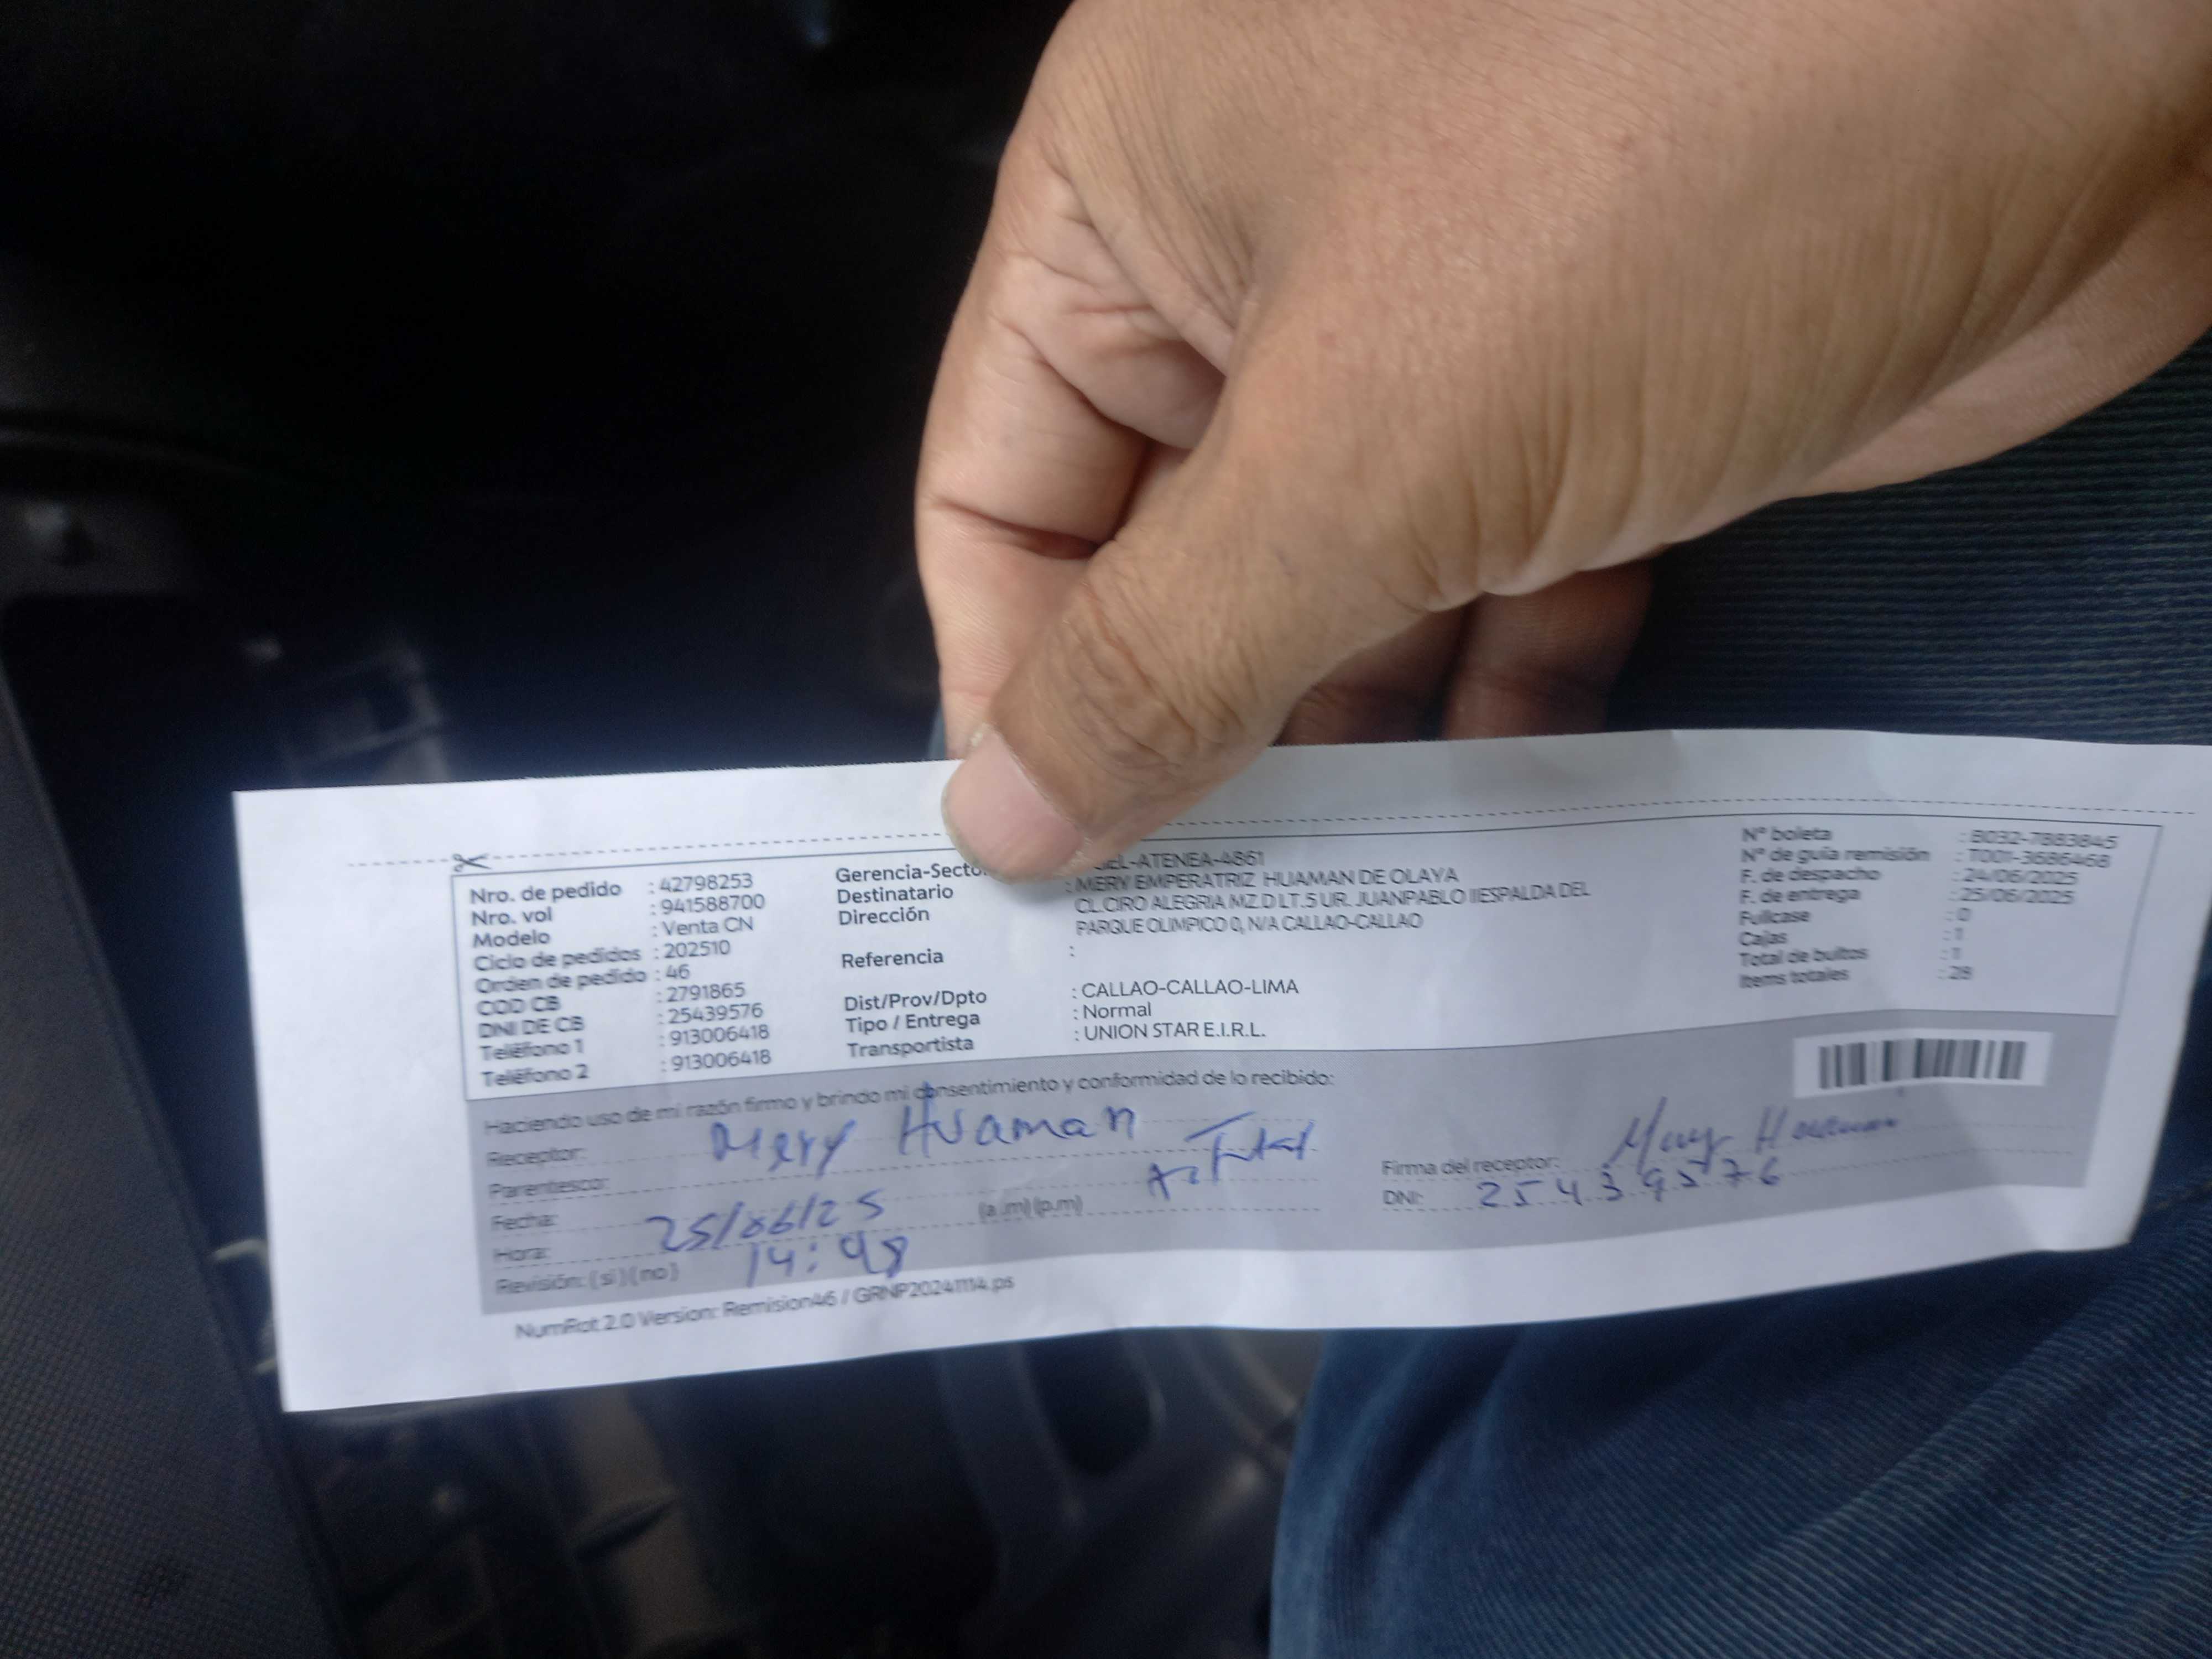 Nro. de pedido : 42798253
Nro. vol : 941588700
Modelo : Venta CN
Ciclo de pedidos : 202510
Orden de pedido : 46
COD CB : 2791865
DNI DE CB : 25439576
Teléfono 1 : 913006418
Teléfono 2 : 913006418
Gerencia-Secto EL-ATENEA-4861
Destinatario : MERY EMPERATRIZ HUAMAN DE OLAYA
Dirección CL.CIRO ALEGRIA MZ.D LT.5 UR. JUANPABLO IIESPALDA DEL
PARQUE OLIMPICO 0, N/A CALLAO-CALLAO
Referencia :
Dist/Prov/Dpto : CALLAO-CALLAO-LIMA
Tipo / Entrega : Normal
Transportista : UNION STAR E.I.R.L.
N° boleta : B032-7883845
N° de guía remisión : T001-3686468
F. de despacho : 24/06/2025
F. de entrega : 25/06/2025
Fullcase : 0
Cajas : 1
Total de bultos : 1
Items totales : 28
Haciendo uso de mi razón firmo y brindo mi consentimiento y conformidad de lo recibido:
Receptor: Mery Huaman
Parentesco:
Fecha: 25/06/25 (a.m) (p.m)
Hora: 14:48
Revisión: (si) (no)
Firma del receptor: Mery Huaman
DNI: 25439576
NumRot 2.0 Version: Remision46 / GRNP20241114.ps